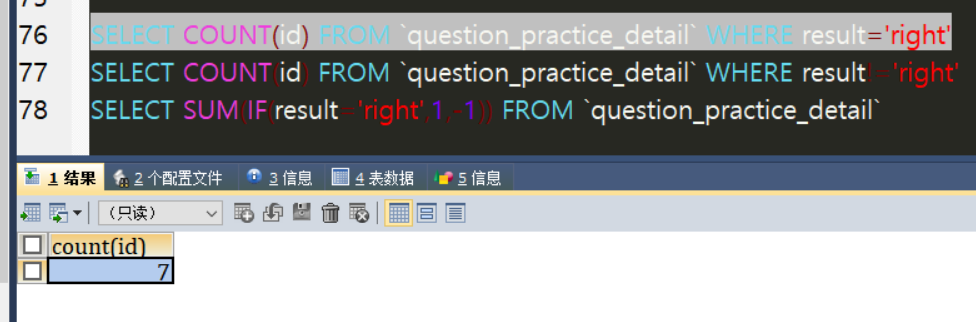 76 SELECT COUNT(id) FROM `question_practice_detail` WHERE result='right'
77 SELECT COUNT(id) FROM `question_practice_detail` WHERE result!='right'
78 SELECT SUM(IF(result='right',1,-1)) FROM `question_practice_detail`
1 结果 2 个配置文件 3 信息 4 表数据 5 信息
(只读)
count(id)
7